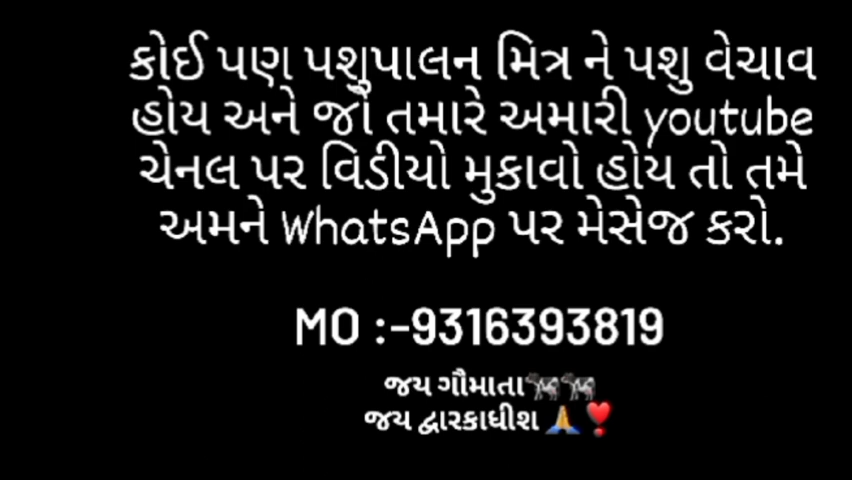 કોઈ પણ પશુપાલન મિત્ર ને પશુ વેચાવ
હોય અને જો તમારે અમારી youtube
ચેનલ પર વિડીયો મુકાવો હોય તો તમે
અમને WhatsApp પર મેસેજ કરો.
MO :-9316393819
જય ગૌમાતા🐄🐄
જય દ્વારકાધીશ 🙏❣️